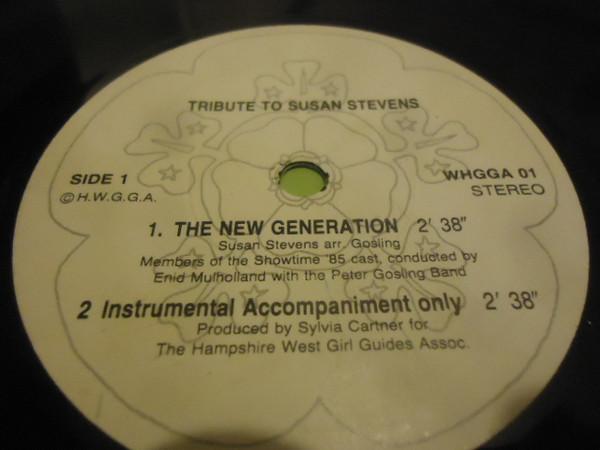 TRIBUTE TO SUSAN STEVENS
SIDE 1
WHGGA 01
© H.W.G.G.A.
STEREO
1. THE NEW GENERATION 2' 38"
Susan Stevens arr. Gosling
Members of the Showtime '85 cast, conducted by
Enid Mulholland with the Peter Gosling Band
2 Instrumental Accompaniment only 2' 38"
Produced by Sylvia Cartner for
The Hampshire West Girl Guides Assoc.